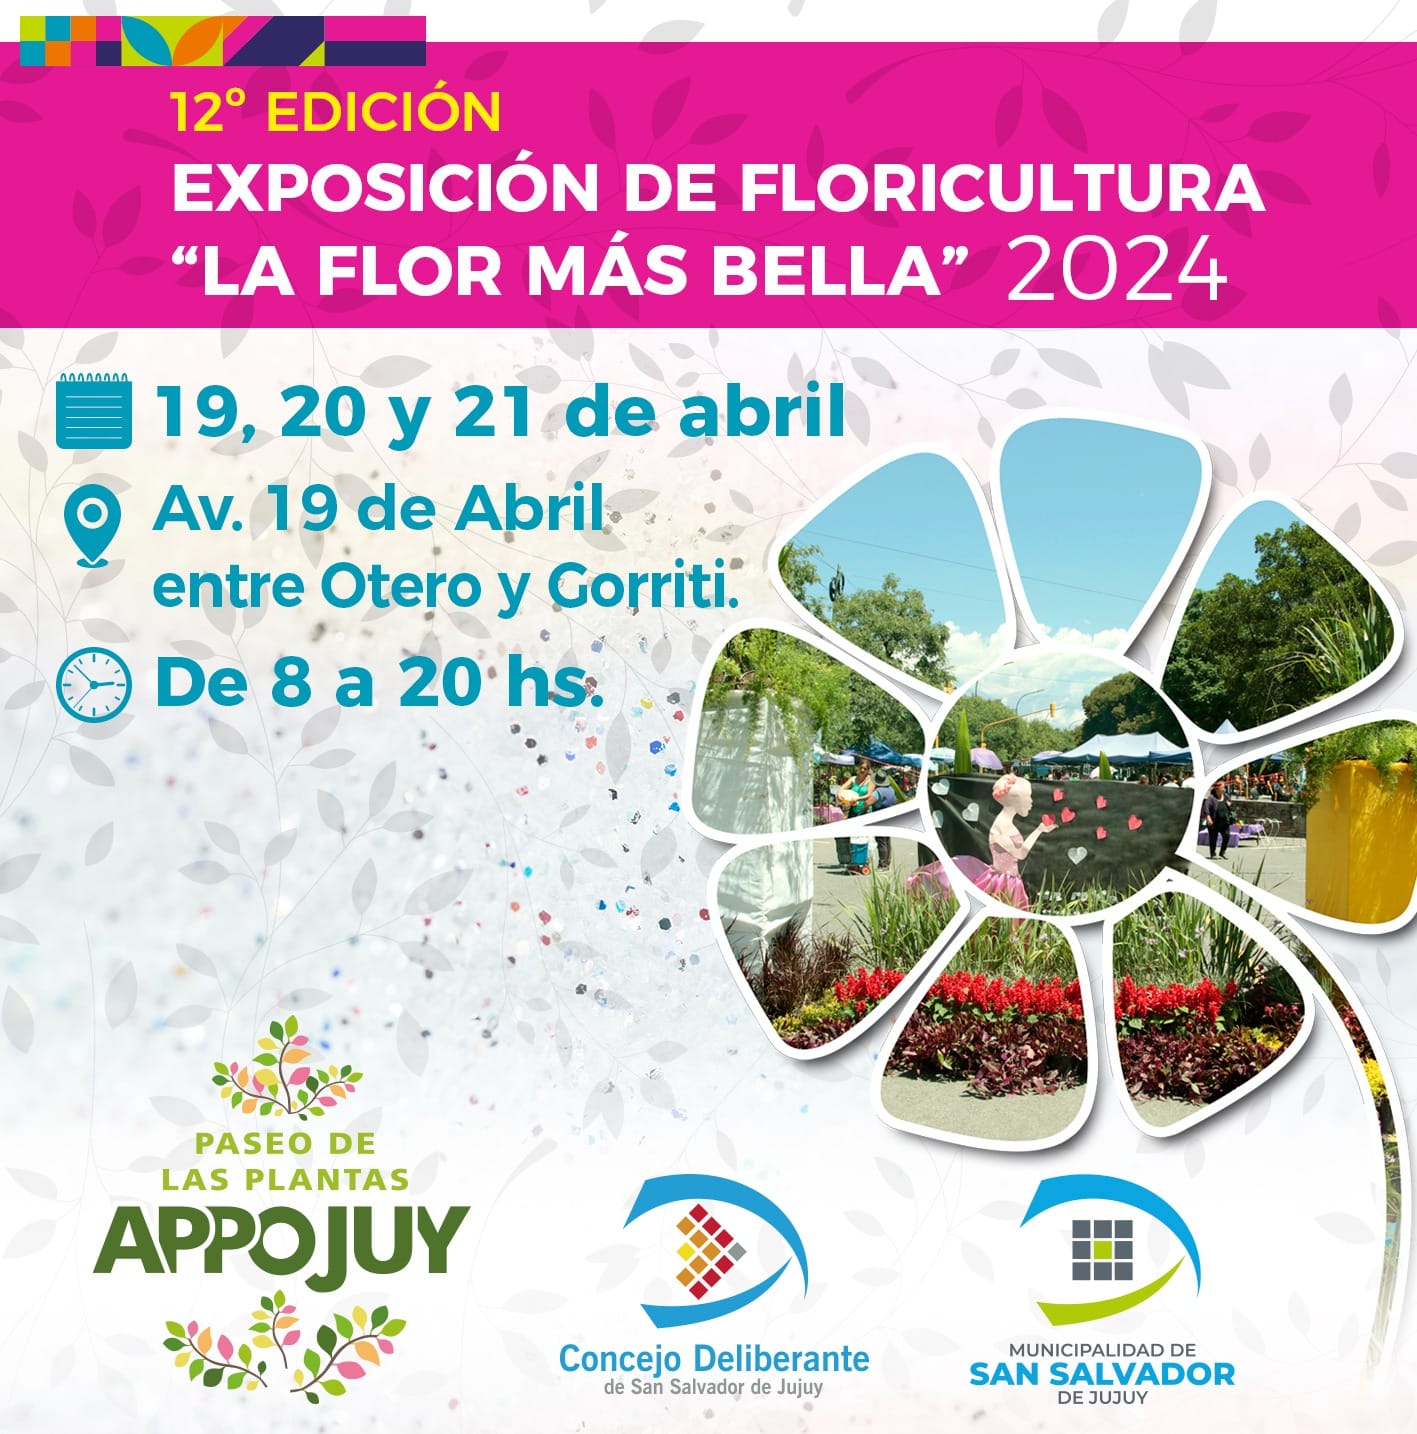 12º EDICIÓN
EXPOSICIÓN DE FLORICULTURA
“LA FLOR MÁS BELLA” 2024
19, 20 y 21 de abril
Av. 19 de Abril
entre Otero y Gorriti.
De 8 a 20 hs.
PASEO DE
LAS PLANTAS
APPOJUY
Concejo Deliberante
de San Salvador de Jujuy
MUNICIPALIDAD DE
SAN SALVADOR
DE JUJUY